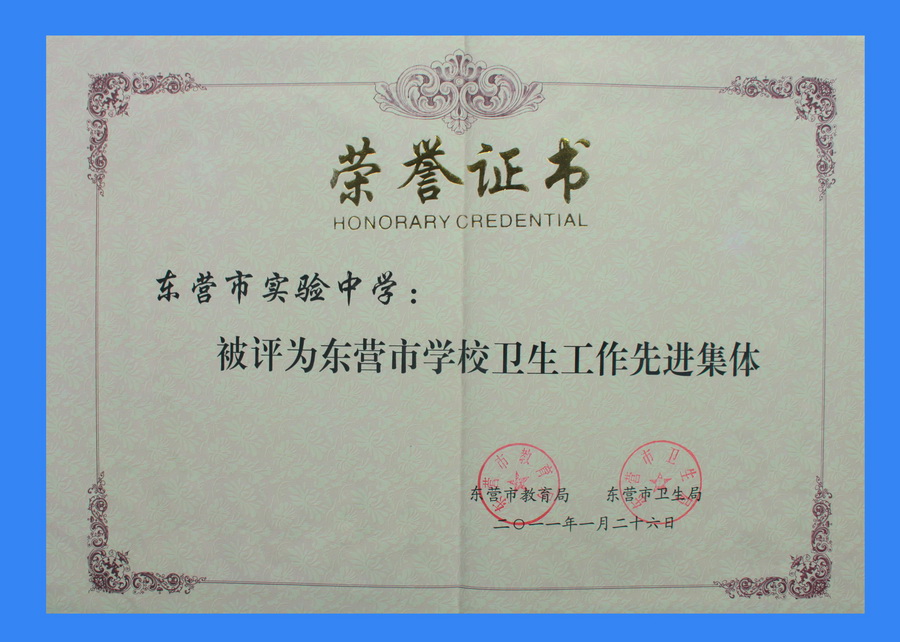 荣誉证书
HONORARY CREDENTIAL
东营市实验中学：
被评为东营市学校卫生工作先进集体
东营市教育局 东营市卫生局
二〇一一年一月二十六日